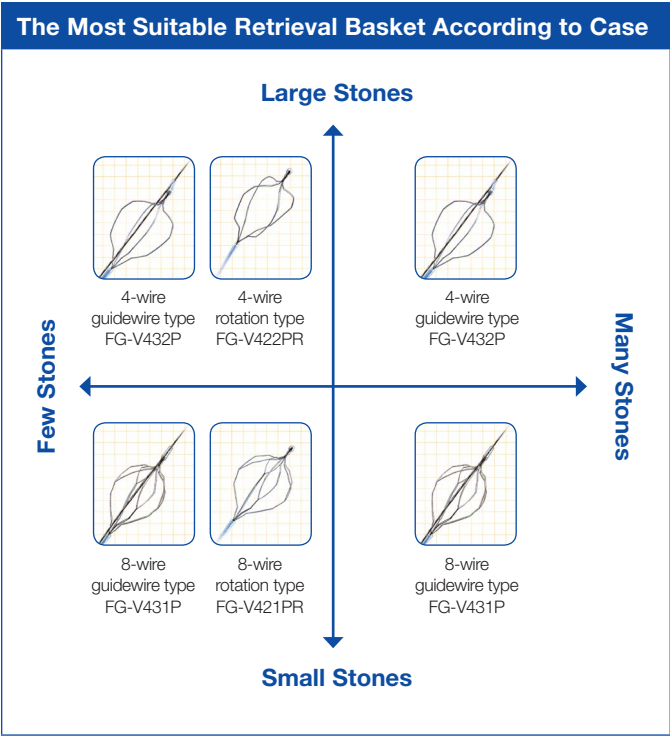 The Most Suitable Retrieval Basket According to Case
Large Stones
4-wire
guidewire type
FG-V432P
4-wire
rotation type
FG-V422PR
4-wire
guidewire type
FG-V432P
Few Stones
Many Stones
8-wire
guidewire type
FG-V431P
8-wire
rotation type
FG-V421PR
8-wire
guidewire type
FG-V431P
Small Stones